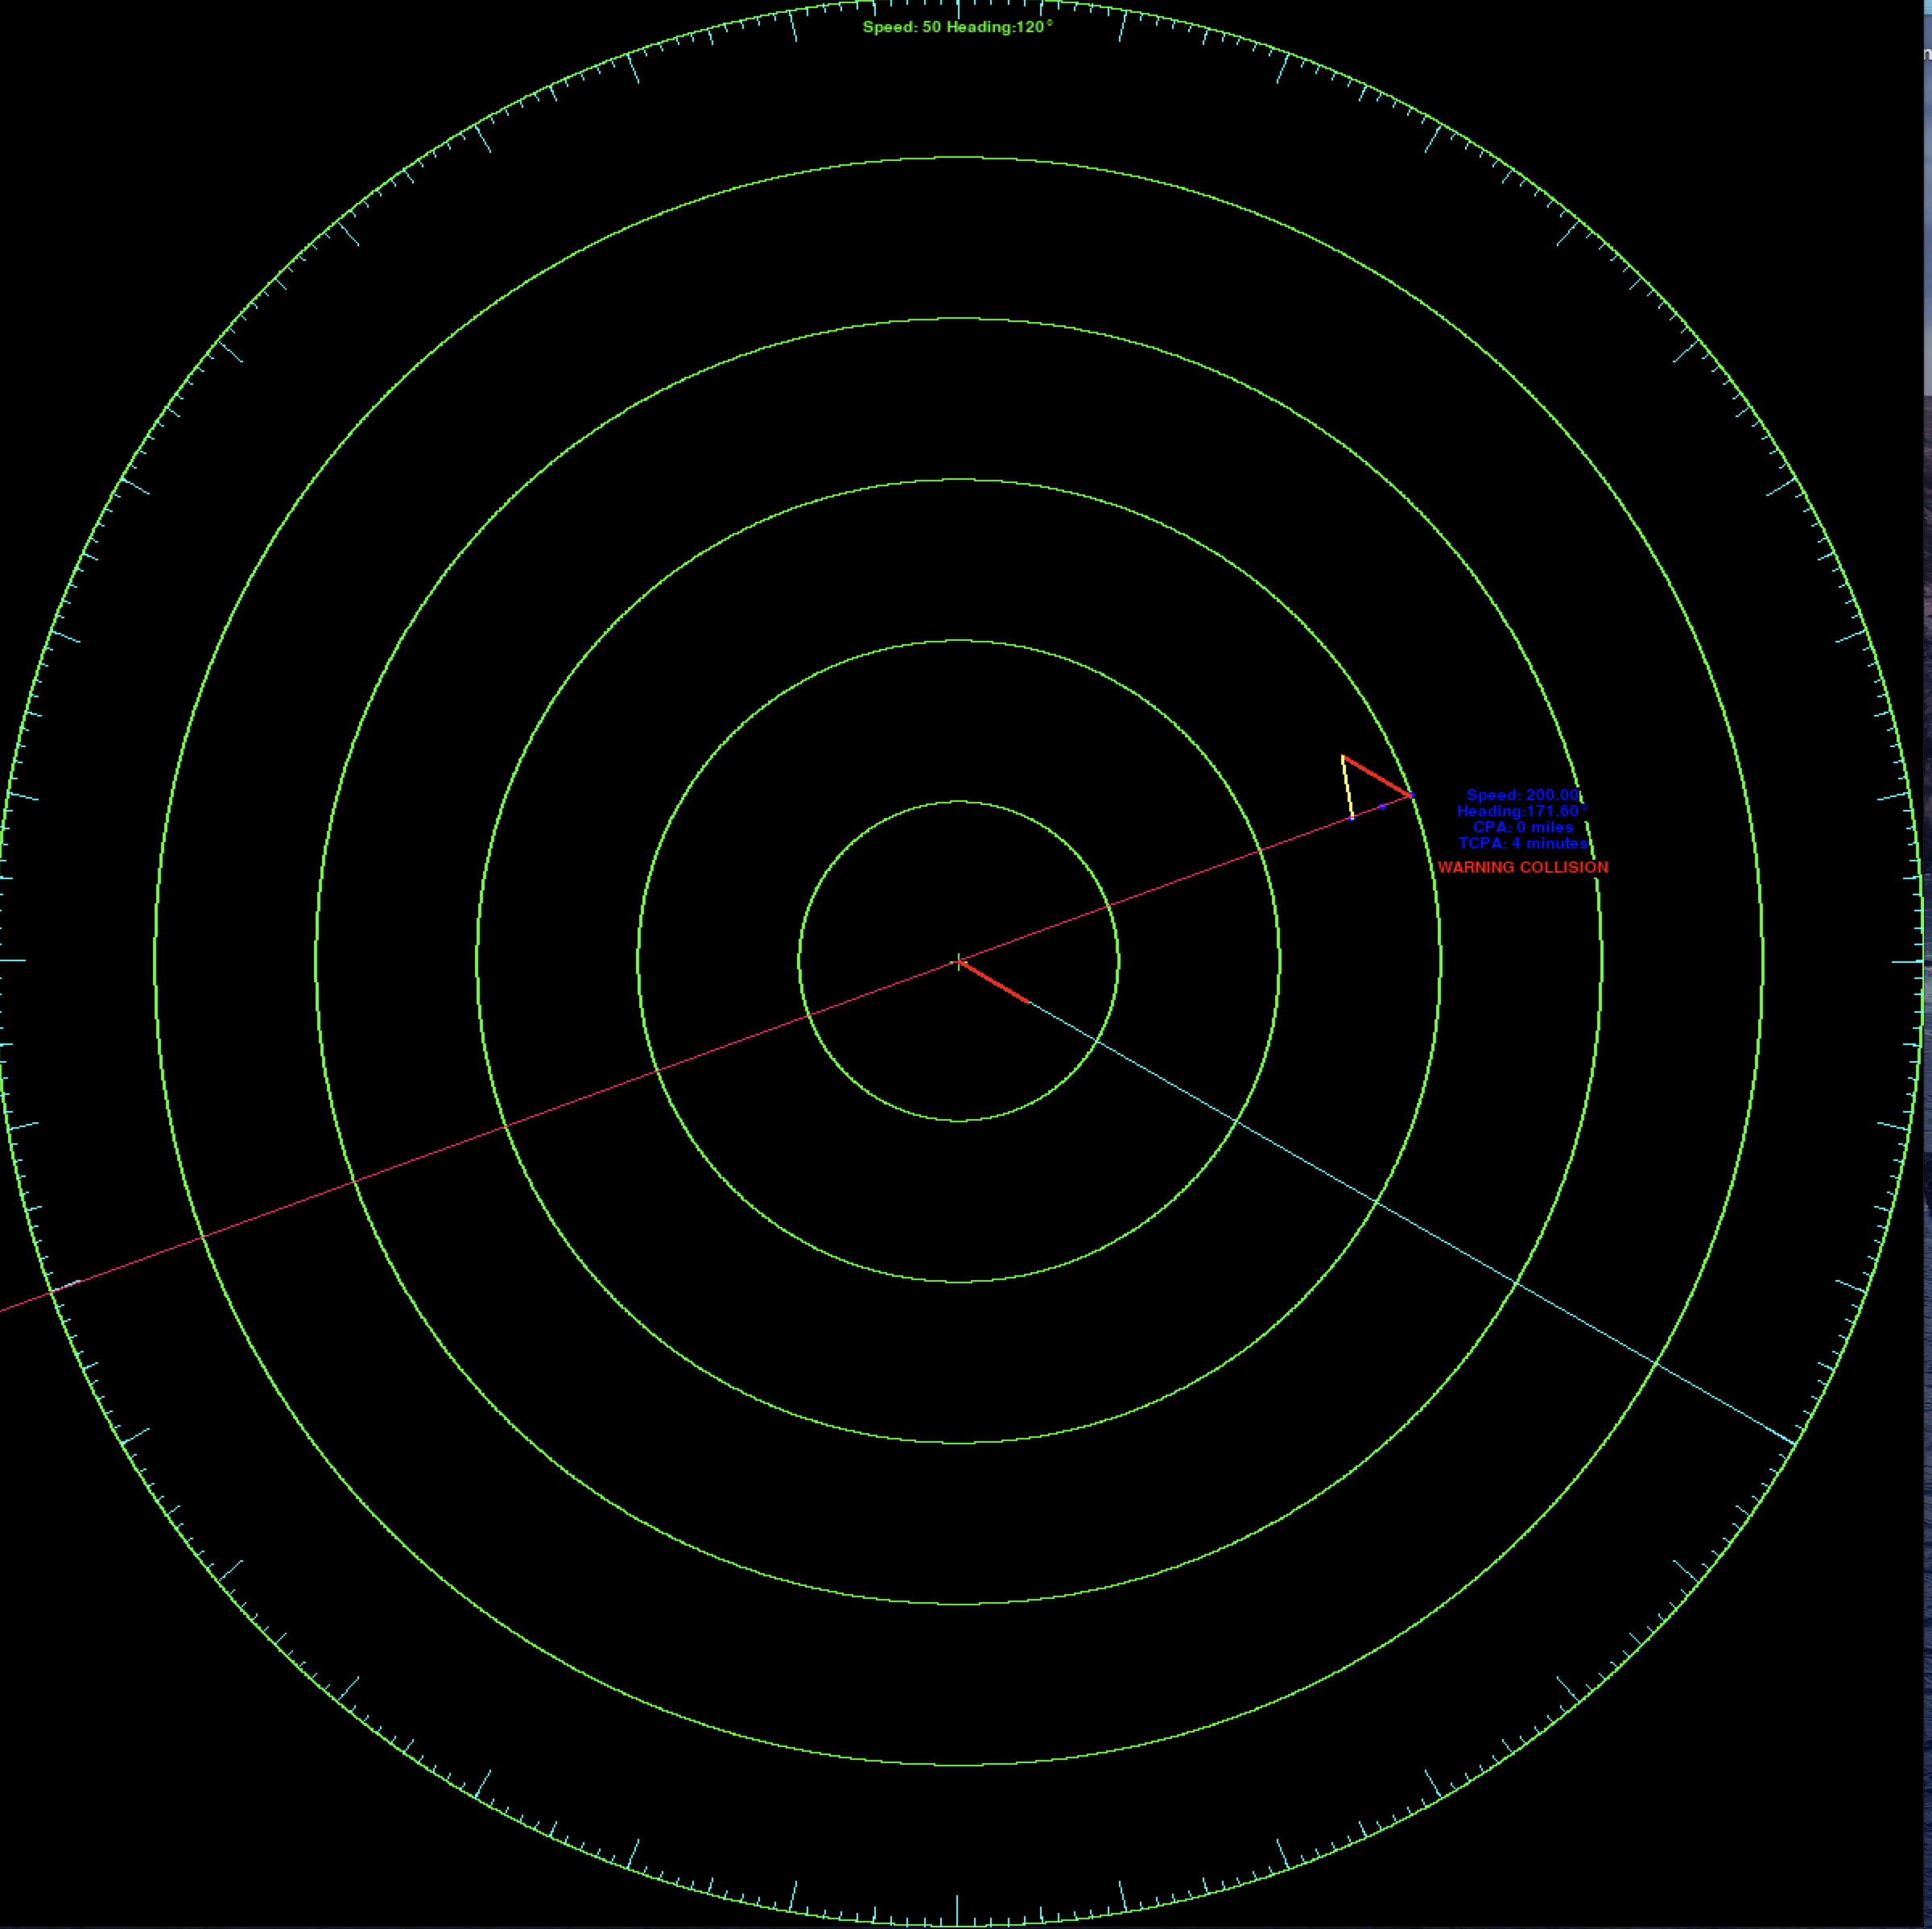 Speed: 50 Heading:120°
Speed: 200.00
Heading:171.60°
CPA: 0 miles
TCPA: 4 minutes
WARNING COLLISION